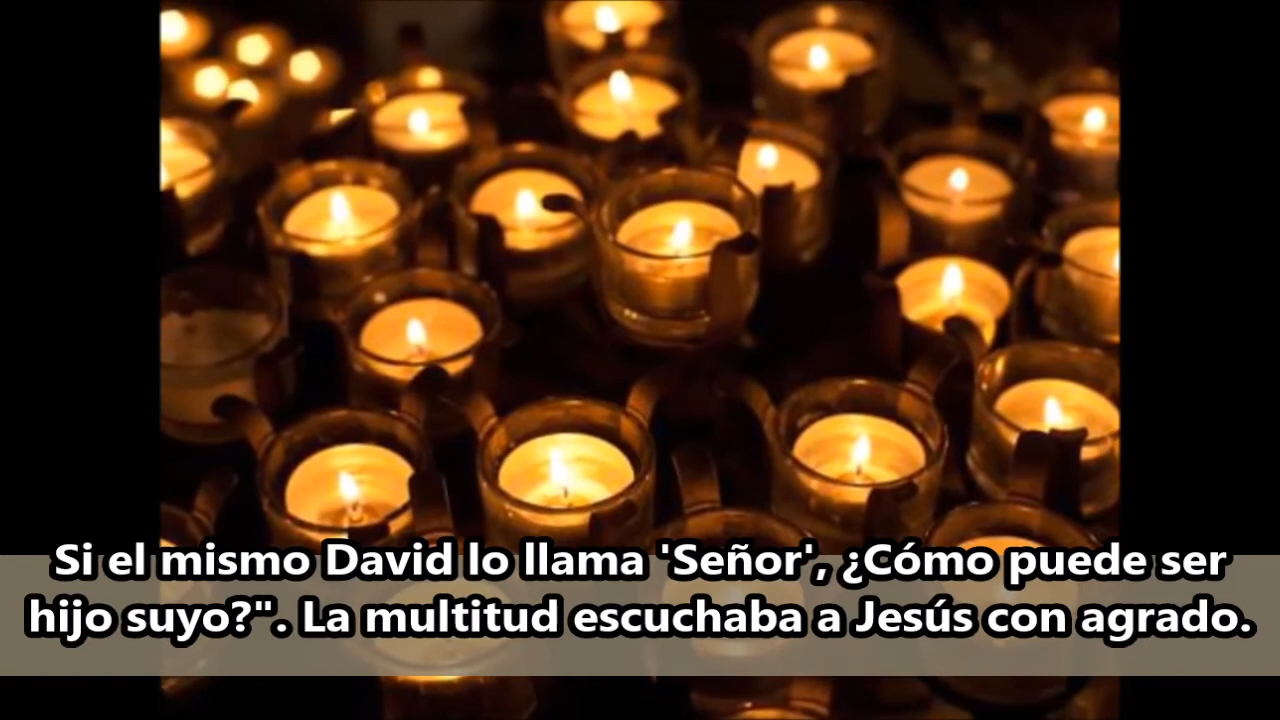 Si el mismo David lo llama 'Señor', ¿Cómo puede ser
hijo suyo?". La multitud escuchaba a Jesús con agrado.